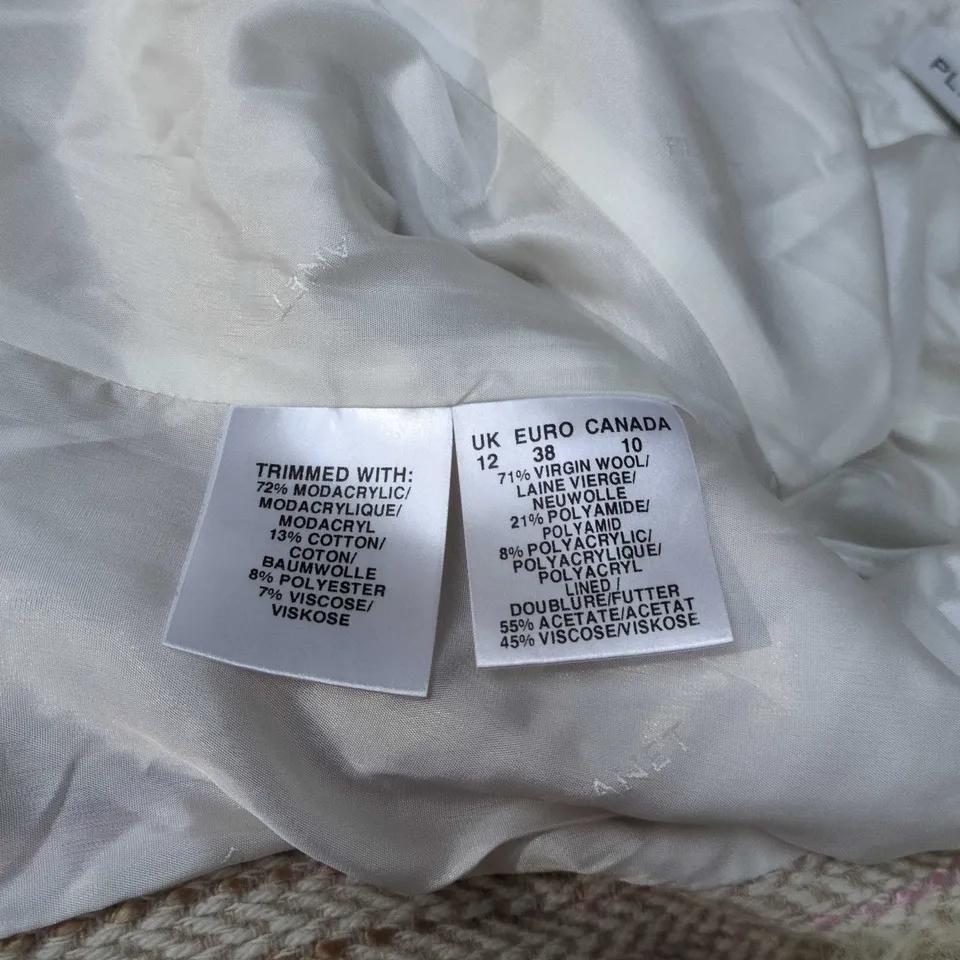 PL
ANET
TRIMMED WITH:
72% MODACRYLIC/
MODACRYLIQUE/
MODACRYL
13% COTTON/
COTON/
BAUMWOLLE
8% POLYESTER
7% VISCOSE/
VISKOSE
UK EURO CANADA
12 38 10
71% VIRGIN WOOL/
LAINE VIERGE/
NEUWOLLE
21% POLYAMIDE/
POLYAMID
8% POLYACRYLIC/
POLYACRYLIQUE/
POLYACRYL
LINED /
DOUBLURE/FUTTER
55% ACETATE/ACETAT
45% VISCOSE/VISKOSE